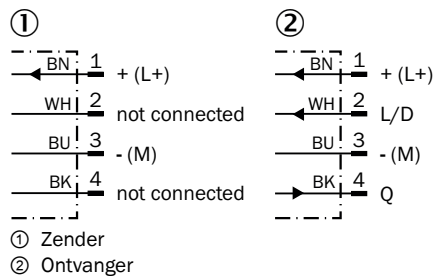 ① ②
BN 1 + (L+)
WH 2 not connected
BU 3 - (M)
BK 4 not connected
BN 1 + (L+)
WH 2 L/D
BU 3 - (M)
BK 4 Q
① Zender
② Ontvanger